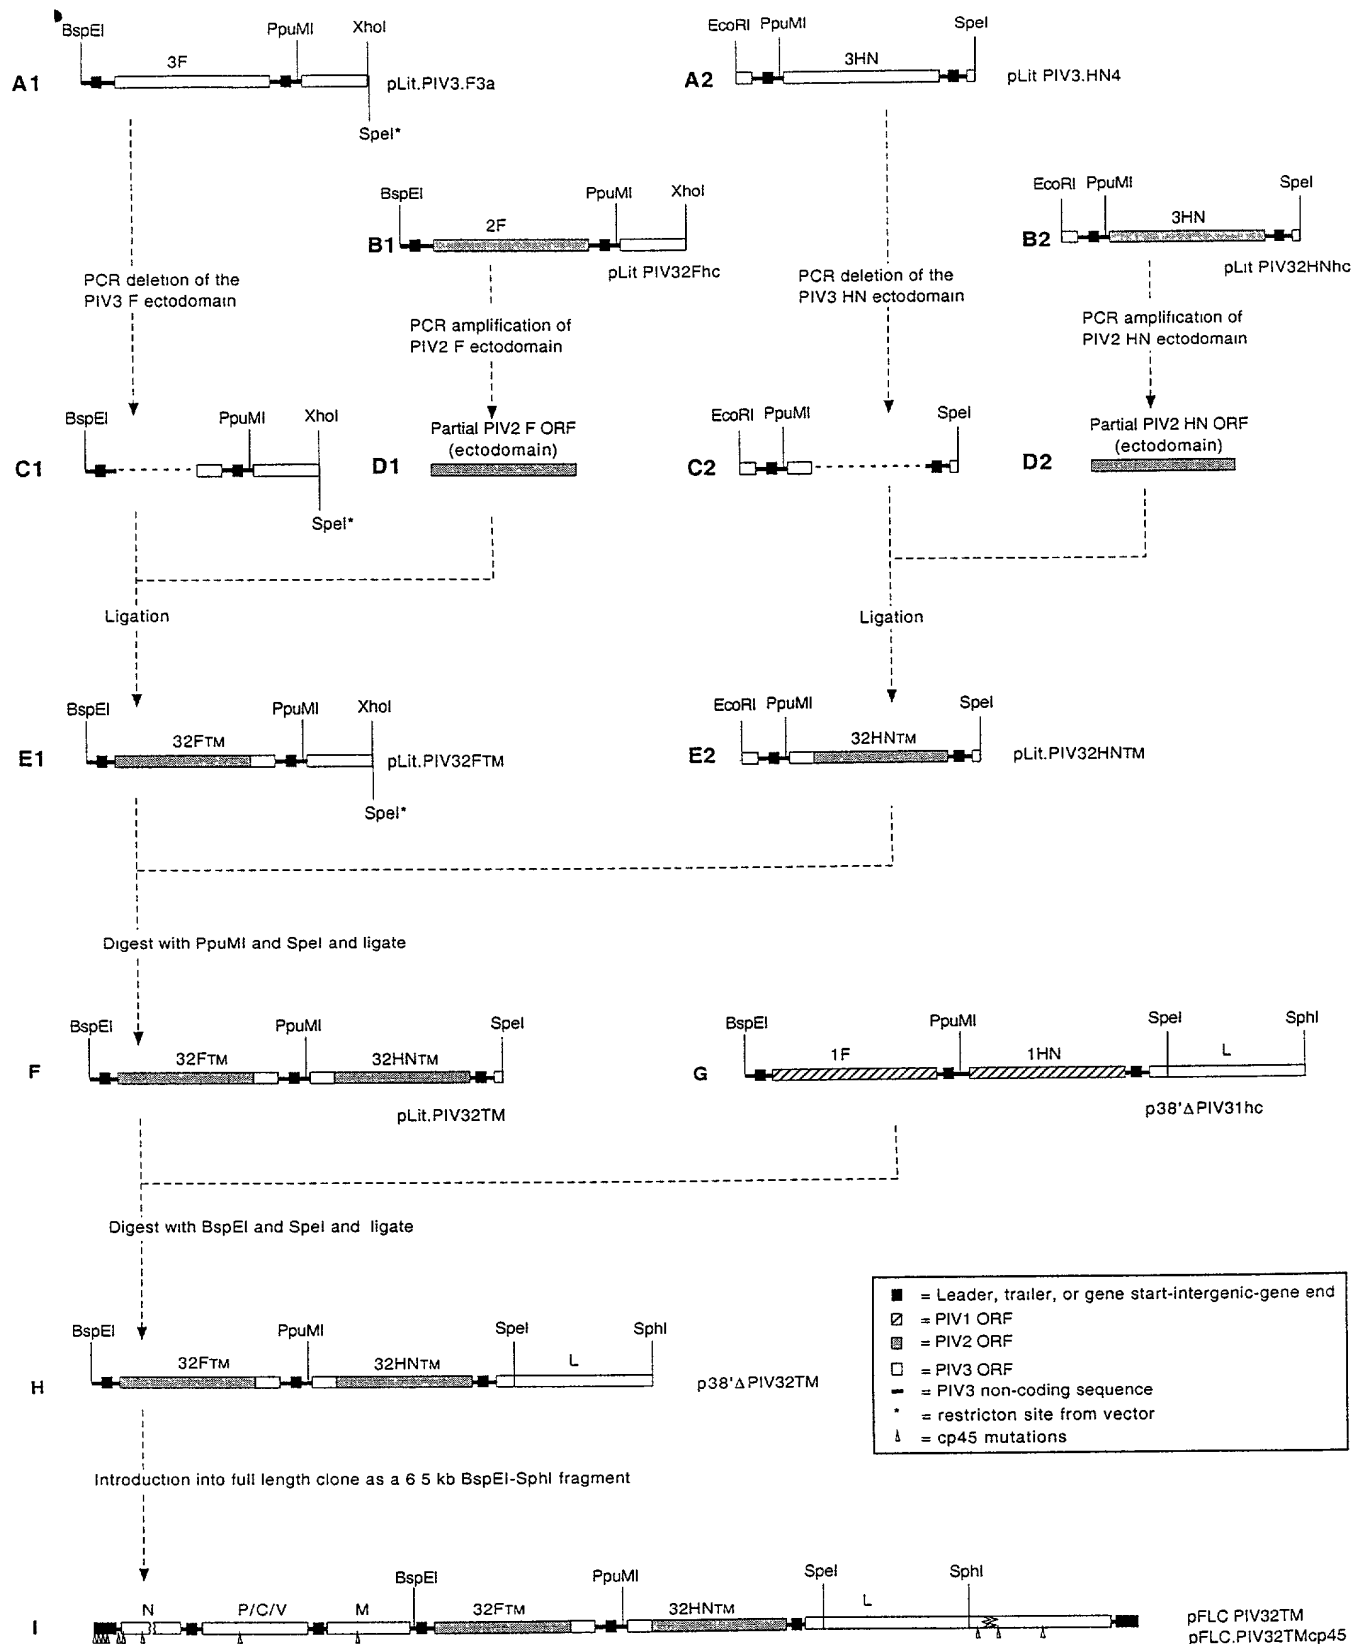 BspEI PpuMI XhoI
3F
A1
pLit.PIV3.F3a
SpeI*
EcoRI PpuMI SpeI
3HN
A2
pLit PIV3.HN4
BspEI PpuMI XhoI
2F
B1
pLit PIV32Fhc
EcoRI PpuMI SpeI
3HN
B2
pLit PIV32HNhc
PCR deletion of the
PIV3 F ectodomain
PCR amplification of
PIV2 F ectodomain
PCR deletion of the
PIV3 HN ectodomain
PCR amplification of
PIV2 HN ectodomain
BspEI PpuMI XhoI
C1
SpeI*
Partial PIV2 F ORF
(ectodomain)
D1
EcoRI PpuMI SpeI
C2
Partial PIV2 HN ORF
(ectodomain)
D2
Ligation
Ligation
BspEI PpuMI XhoI
32FTM
E1
pLit.PIV32FTM
SpeI*
EcoRI PpuMI SpeI
32HNTM
E2
pLit.PIV32HNTM
Digest with PpuMI and SpeI and ligate
BspEI PpuMI SpeI
32FTM 32HNTM
F
pLit.PIV32TM
BspEI PpuMI SpeI SphI
1F 1HN L
G
p38'ΔPIV31hc
Digest with BspEI and SpeI and ligate
■ = Leader, trailer, or gene start-intergenic-gene end
= PIV1 ORF
= PIV2 ORF
= PIV3 ORF
= PIV3 non-coding sequence
* = restricton site from vector
= cp45 mutations
BspEI PpuMI SpeI SphI
32FTM 32HNTM L
H
p38'ΔPIV32TM
Introduction into full length clone as a 6 5 kb BspEI-SphI fragment
BspEI PpuMI SpeI SphI
N P/C/V M 32FTM 32HNTM L
I
pFLC PIV32TM
pFLC.PIV32TMcp45